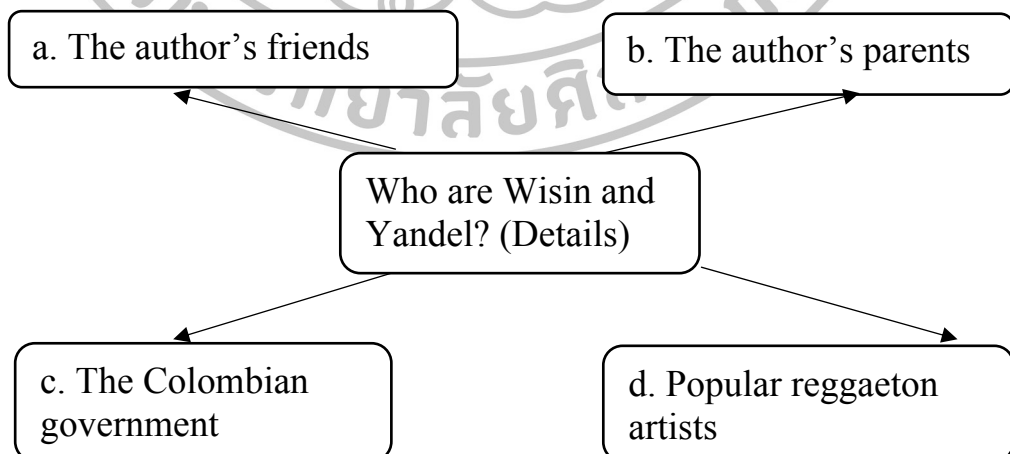 a. The author’s friends
b. The author’s parents
Who are Wisin and
Yandel? (Details)
c. The Colombian
government
d. Popular reggaeton
artists